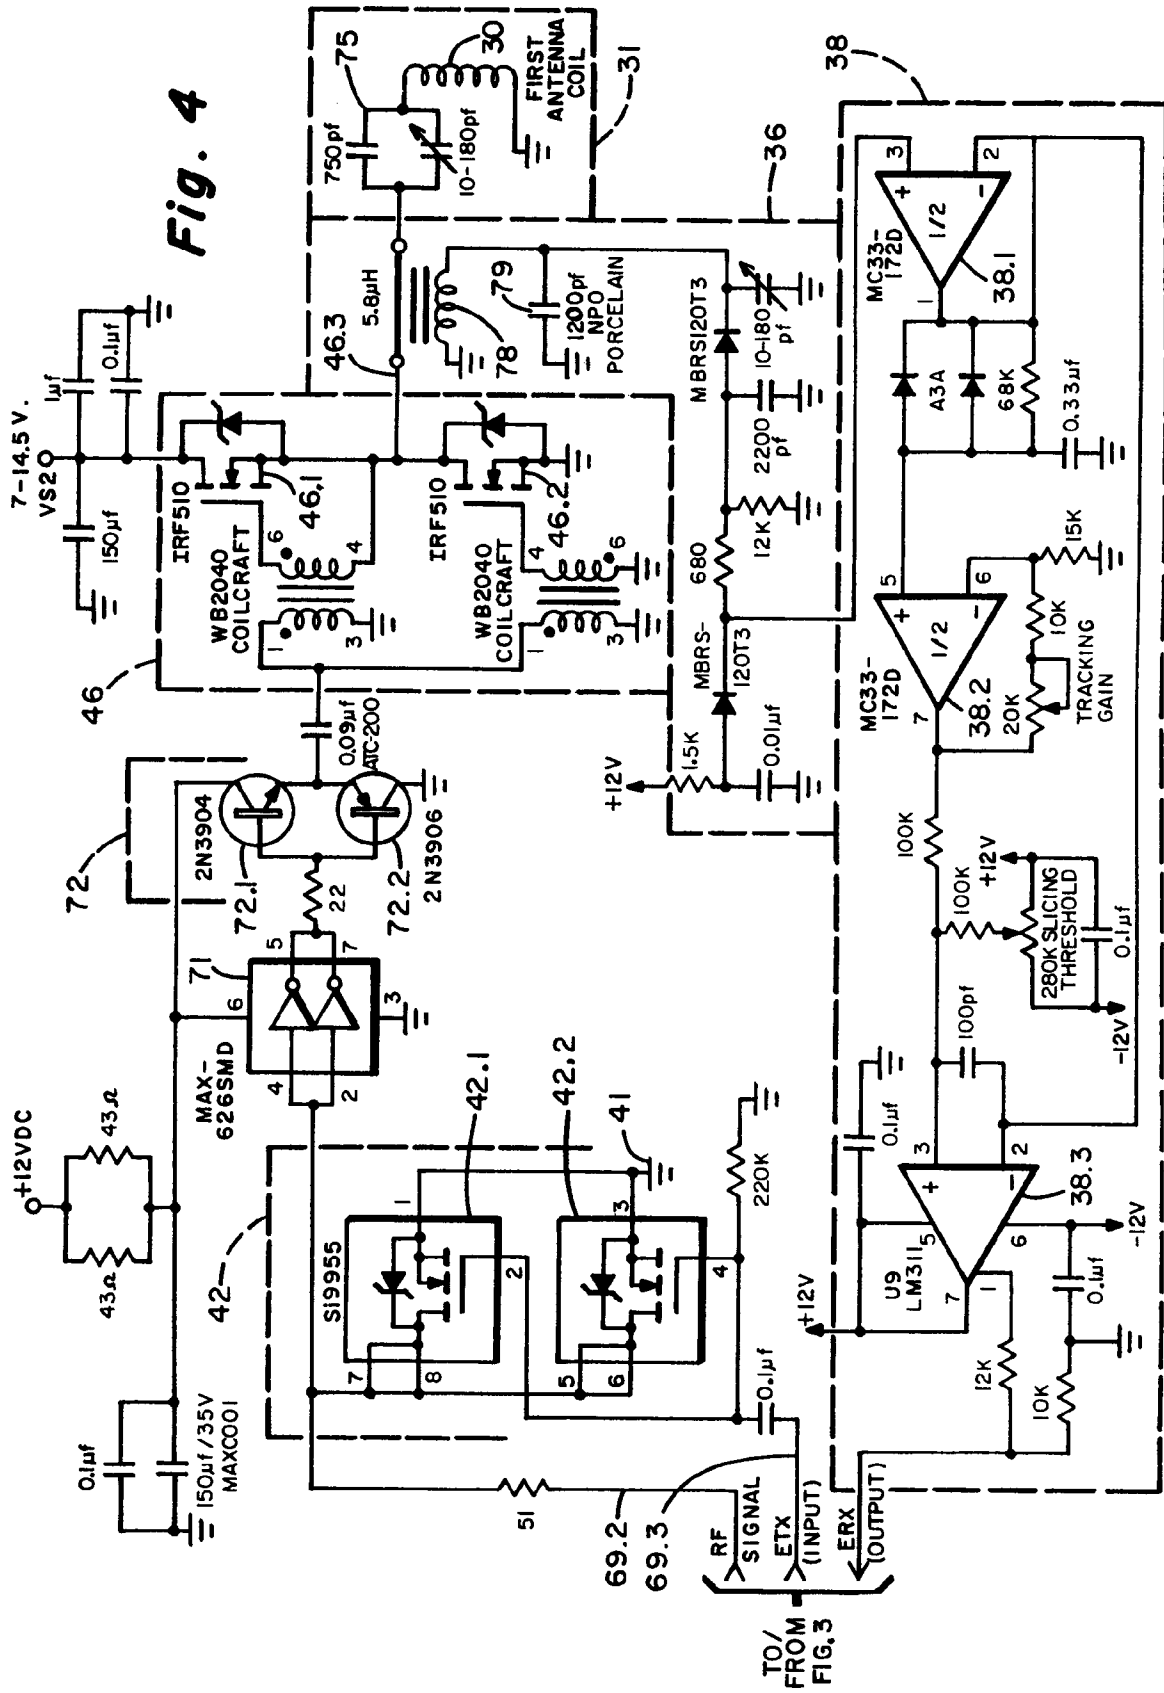 Fig. 4
7-14.5 V.
VS2
1µf
0.1µf
150µf
+12VDC
43Ω
43Ω
0.1µf
150µf/35V
MAXC001
75
750pf
10-180pf
30
FIRST
ANTENNA
COIL
31
36
46.3
5.8µH
78
79
1200pf
NPO
PORCELAIN
IRF510
46.1
IRF510
46.2
WB2040
COILCRAFT
1
3
6
4
WB2040
COILCRAFT
1
3
4
6
46
0.09µf
ATC-200
72
2N3904
72.1
72.2
2N3906
22
71
6
5
7
3
4
2
MAX-
626SMD
42
Si9955
42.1
42.2
41
1
2
7
8
3
4
5
6
220K
0.1µf
51
69.2
69.3
RF
SIGNAL
ETX
(INPUT)
ERX
(OUTPUT)
TO/
FROM
FIG.3
MBRS120T3
10-180
pf
2200
pf
12K
680
MBRS-
120T3
+12V
1.5K
0.01µf
38
MC33-
172D
1/2
+
-
3
2
1
38.1
A3A
68K
0.33µf
MC33-
172D
1/2
+
-
5
6
7
38.2
15K
10K
20K
TRACKING
GAIN
100K
100K
+12V
280K SLICING
THRESHOLD
0.1µf
-12V
100pf
0.1µf
+
-
3
2
5
6
7
1
38.3
U9
LM311
+12V
-12V
0.1µf
12K
10K